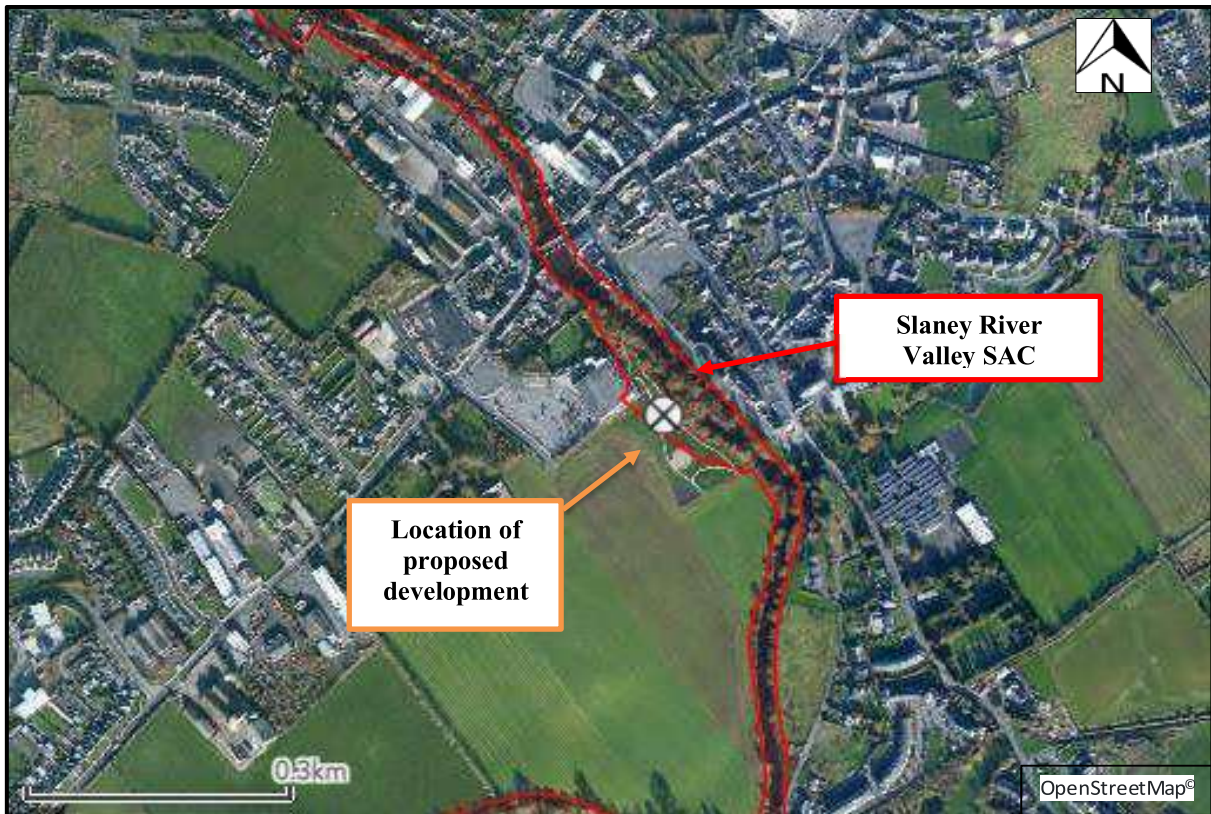 N
Slaney River
Valley SAC
Location of
proposed
development
0.3km
OpenStreetMap©